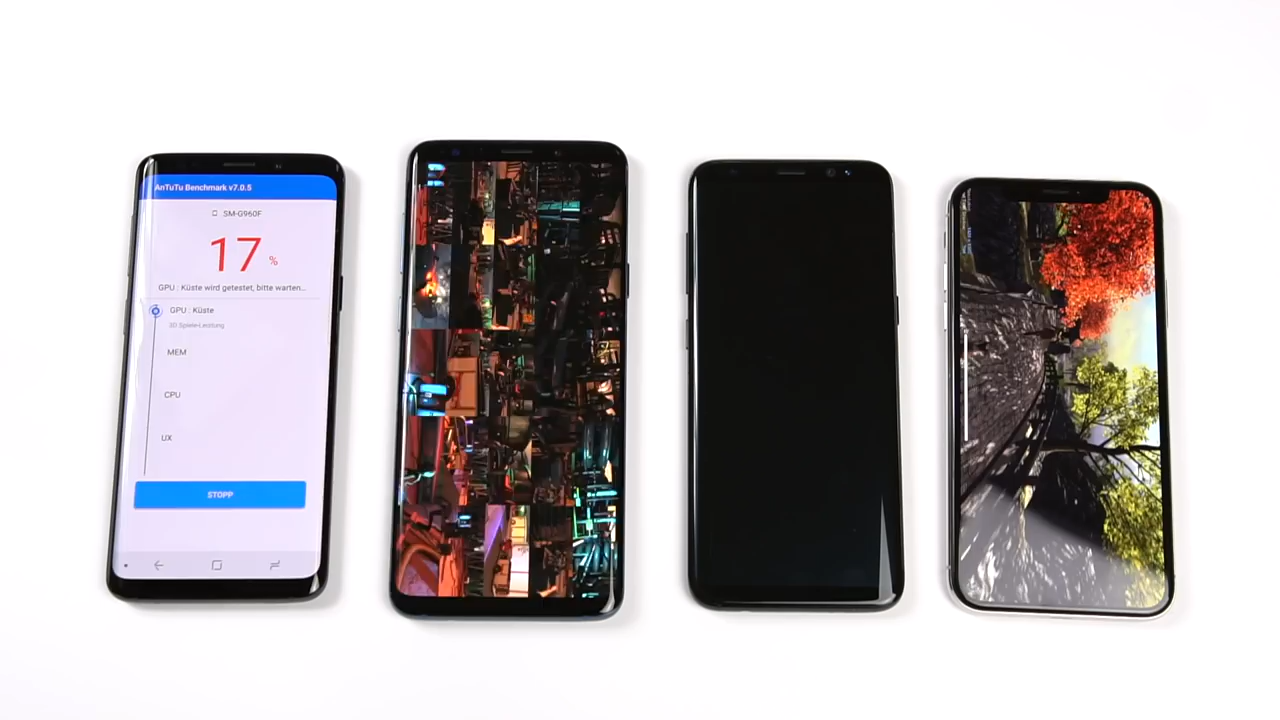 AnTuTu Benchmark v7.0.5
SM-G960F
17 %
GPU : Küste wird getestet, bitte warten...
GPU : Küste
3D Spiele-Leistung
MEM
CPU
UX
STOPP